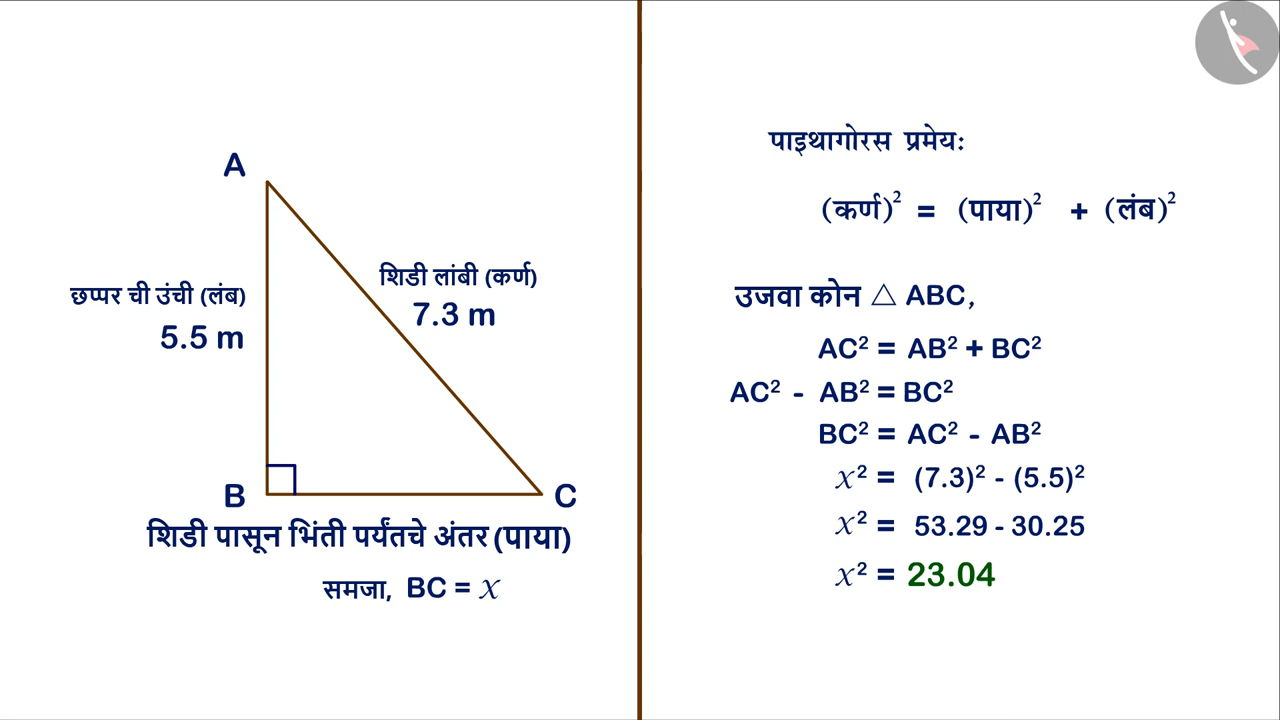 A
छप्पर ची उंची (लंब)
5.5 m
शिडी लांबी (कर्ण)
7.3 m
B
C
शिडी पासून भिंती पर्यंतचे अंतर (पाया)
समजा, BC = x
पाइथागोरस प्रमेयः
(कर्ण)² = (पाया)² + (लंब)²
उजवा कोन △ ABC,
AC² = AB² + BC²
AC² - AB² = BC²
BC² = AC² - AB²
x² = (7.3)² - (5.5)²
x² = 53.29 - 30.25
x² = 23.04